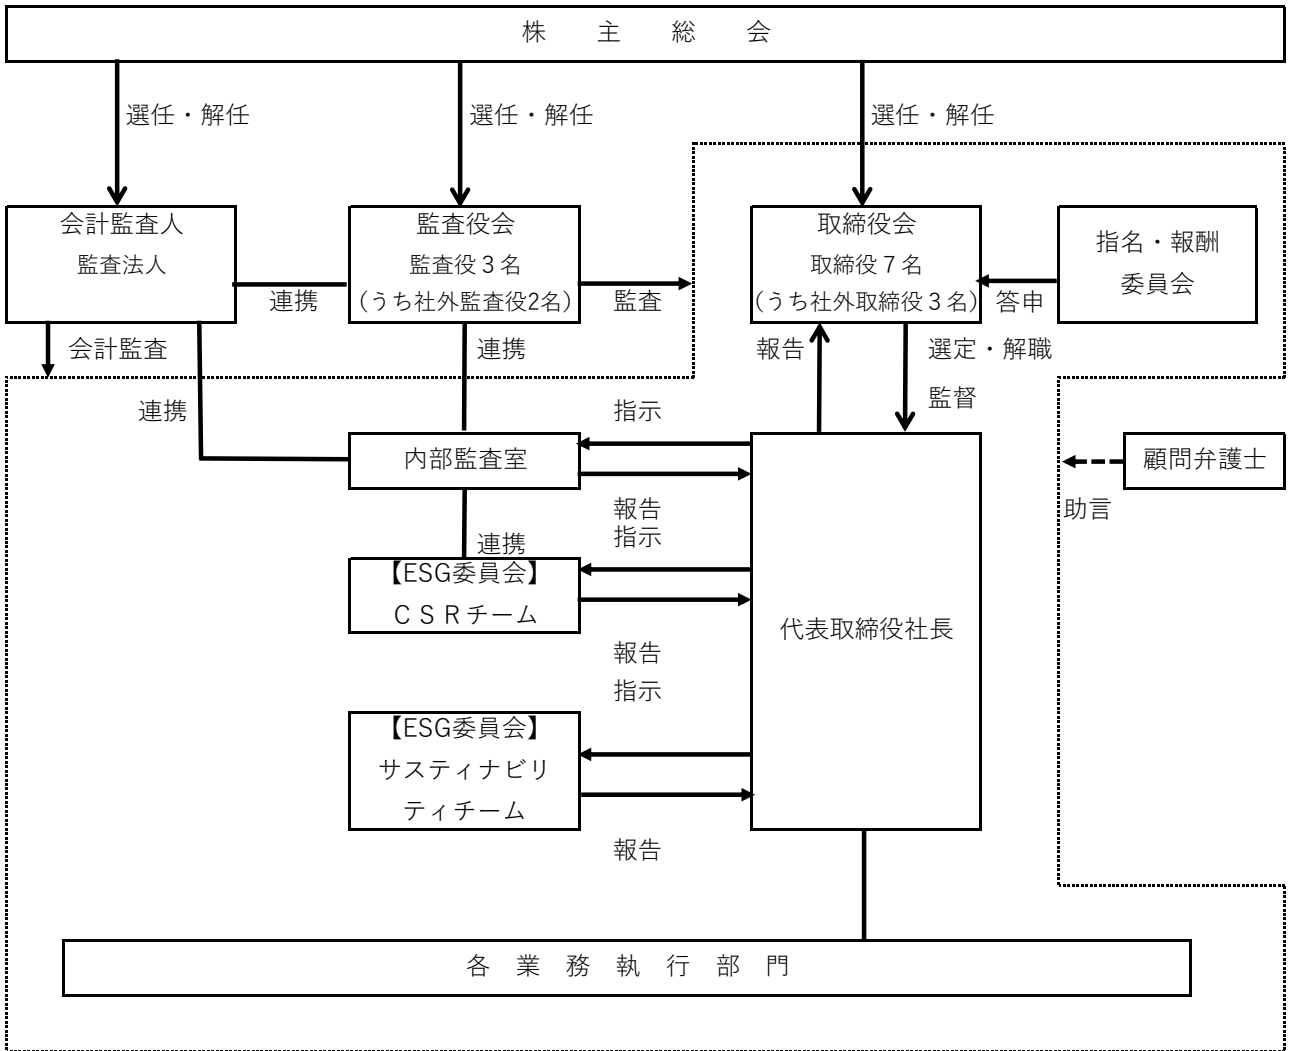 株　主　総　会
選任・解任
選任・解任
選任・解任
会計監査人
監査法人
監査役会
監査役３名
（うち社外監査役2名）
取締役会
取締役７名
（うち社外取締役３名）
指名・報酬
委員会
連携
監査
答申
会計監査
連携
報告
選定・解職
監督
連携
指示
内部監査室
顧問弁護士
報告
助言
指示
連携
【ESG委員会】
ＣＳＲチーム
代表取締役社長
報告
指示
【ESG委員会】
サスティナビリ
ティチーム
報告
各　業　務　執　行　部　門